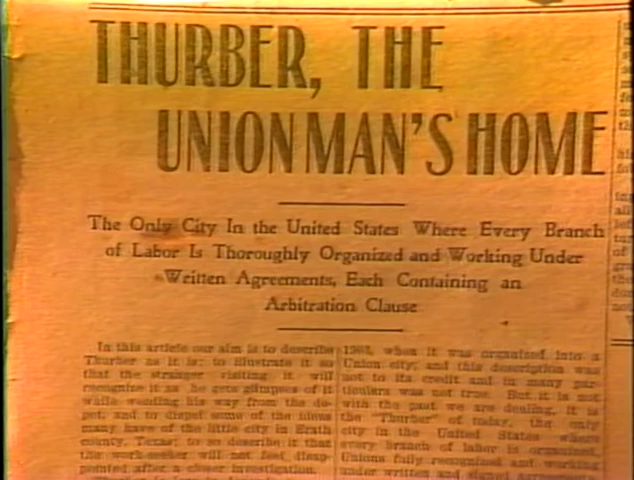 THURBER, THE
UNION MAN'S HOME
The Only City In the United States Where Every Branch
of Labor Is Thoroughly Organized and Working Under
Written Agreements, Each Containing an
Arbitration Clause
In this article our aim is to describe
Thurber as it is; to illustrate it so
that the stranger visiting it will
recognize it as he gets glimpses of it
while wending his way from the de-
pot, and to dispel some of the ideas
many have of the little city in Erath
county, Texas; to so describe it that
the work-seeker will not feel disap-
pointed after a closer investigation.
1903, when it was organized into a
Union city, and this description was
not to its credit and in many par-
ticulars was not true. But it is not
with the past we are dealing, it is
the "Thurber" of today, the only
city in the United States where
every branch of labor is organized,
Unions fully recognized and working
under written and signed agreements